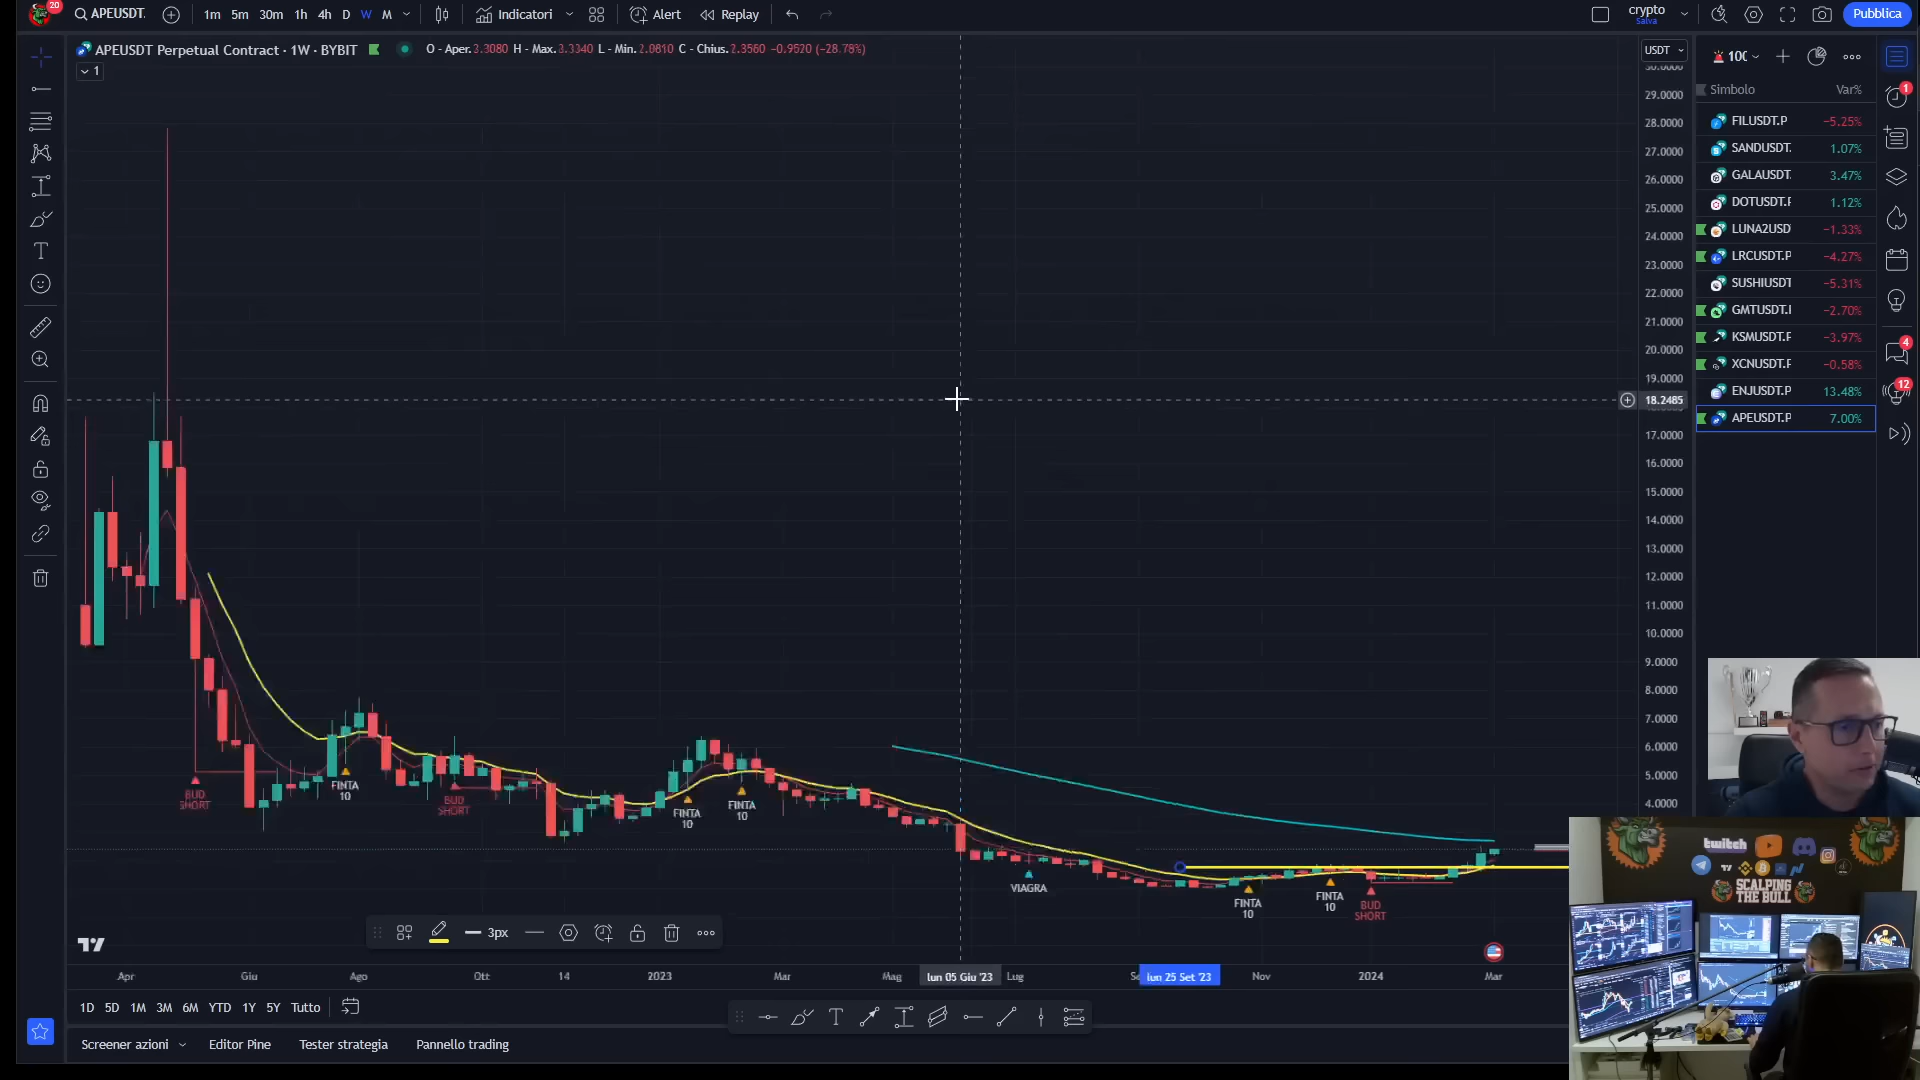 20
APEUSDT.
1m 5m 30m 1h 4h D W M
Indicatori
Alert
Replay
crypto
Salva
Pubblica
APEUSDT Perpetual Contract · 1W · BYBIT
O - Aper.3.3080 H - Max.3.3340 L - Min.2.0810 C - Chius.2.3560 -0.9520 (-28.78%)
1
USDT
30.0000
29.0000
28.0000
27.0000
26.0000
25.0000
24.0000
23.0000
22.0000
21.0000
20.0000
19.0000
18.2485
17.0000
16.0000
15.0000
14.0000
13.0000
12.0000
11.0000
10.0000
9.0000
8.0000
7.0000
6.0000
5.0000
4.0000
100
Simbolo Var%
FILUSDT.P -5.25%
SANDUSDT. 1.07%
GALAUSDT. 3.47%
DOTUSDT.F 1.12%
LUNA2USD -1.33%
LRCUSDT.P -4.27%
SUSHIUSDT -5.31%
GMTUSDT.I -2.70%
KSMUSDT.F -3.97%
XCNUSDT.F -0.58%
ENJUSDT.P 13.48%
APEUSDT.P 7.00%
1
4
12
BUD
SHORT
FINTA
10
BUD
SHORT
FINTA
10
FINTA
10
VIAGRA
FINTA
10
FINTA
10
BUD
SHORT
3px
Apr Giu Ago Ott 14 2023 Mar Mag lun 05 Giu '23 Lug lun 25 Set '23 Nov 2024 Mar
1D 5D 1M 3M 6M YTD 1Y 5Y Tutto
Screener azioni Editor Pine Tester strategia Pannello trading
twitch
SCALPING
THE BULL